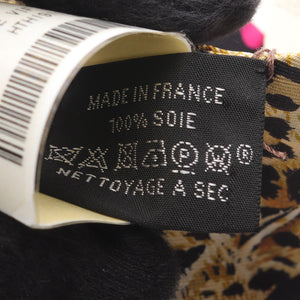 MADE IN FRANCE
100% SOIE
P ®
NETTOYAGE A SEC